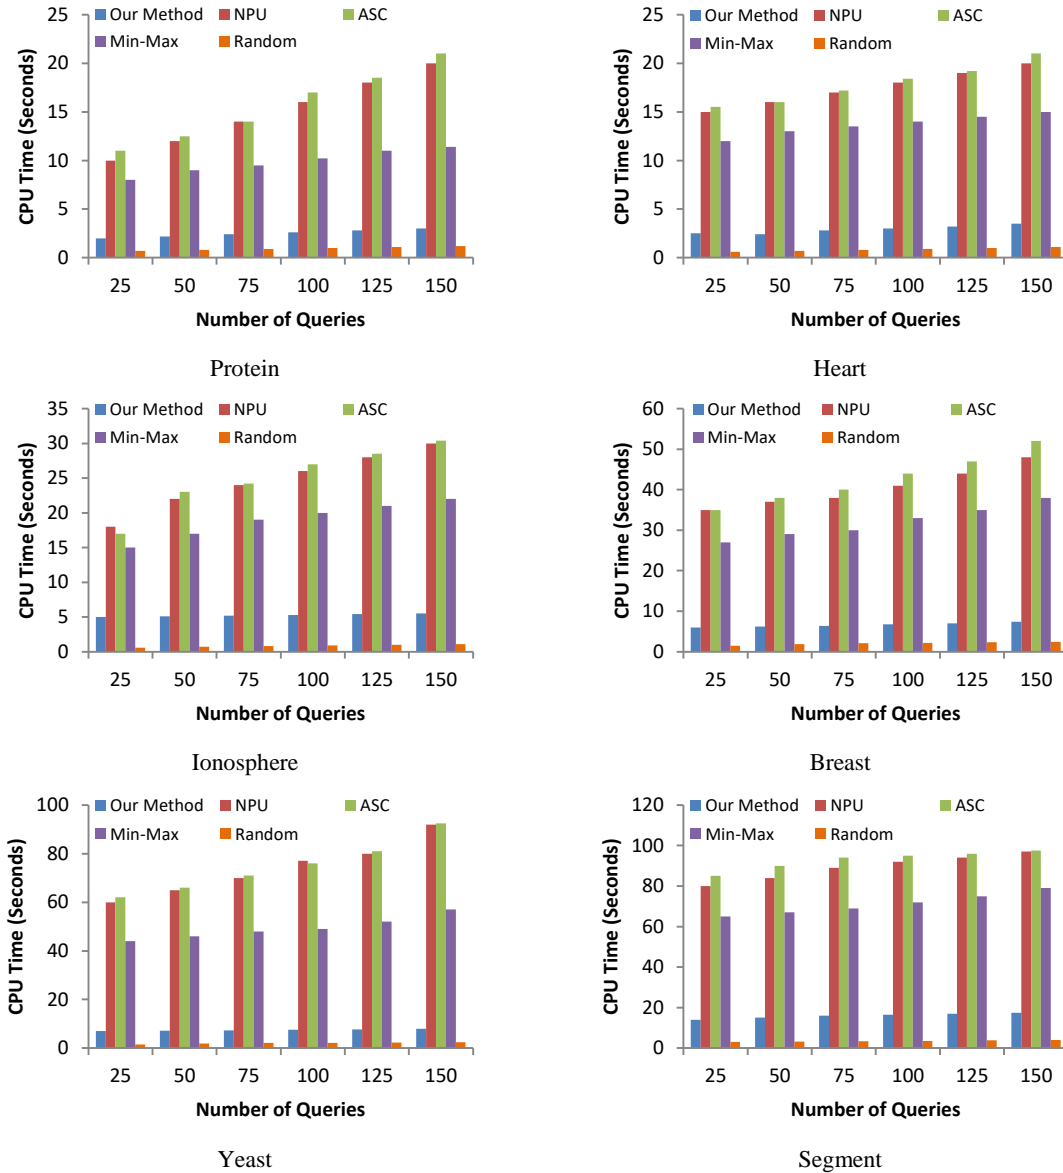 Our Method NPU ASC
Min-Max Random
25
20
15
10
5
0
CPU Time (Seconds)
25 50 75 100 125 150
Number of Queries
Protein
Our Method NPU ASC
Min-Max Random
25
20
15
10
5
0
CPU Time (Seconds)
25 50 75 100 125 150
Number of Queries
Heart
Our Method NPU ASC
Min-Max Random
35
30
25
20
15
10
5
0
CPU Time (Seconds)
25 50 75 100 125 150
Number of Queries
Ionosphere
Our Method NPU ASC
Min-Max Random
60
50
40
30
20
10
0
CPU Time (Seconds)
25 50 75 100 125 150
Number of Queries
Breast
Our Method NPU ASC
Min-Max Random
100
80
60
40
20
0
CPU Time (Seconds)
25 50 75 100 125 150
Number of Queries
Yeast
Our Method NPU ASC
Min-Max Random
120
100
80
60
40
20
0
CPU Time (Seconds)
25 50 75 100 125 150
Number of Queries
Segment